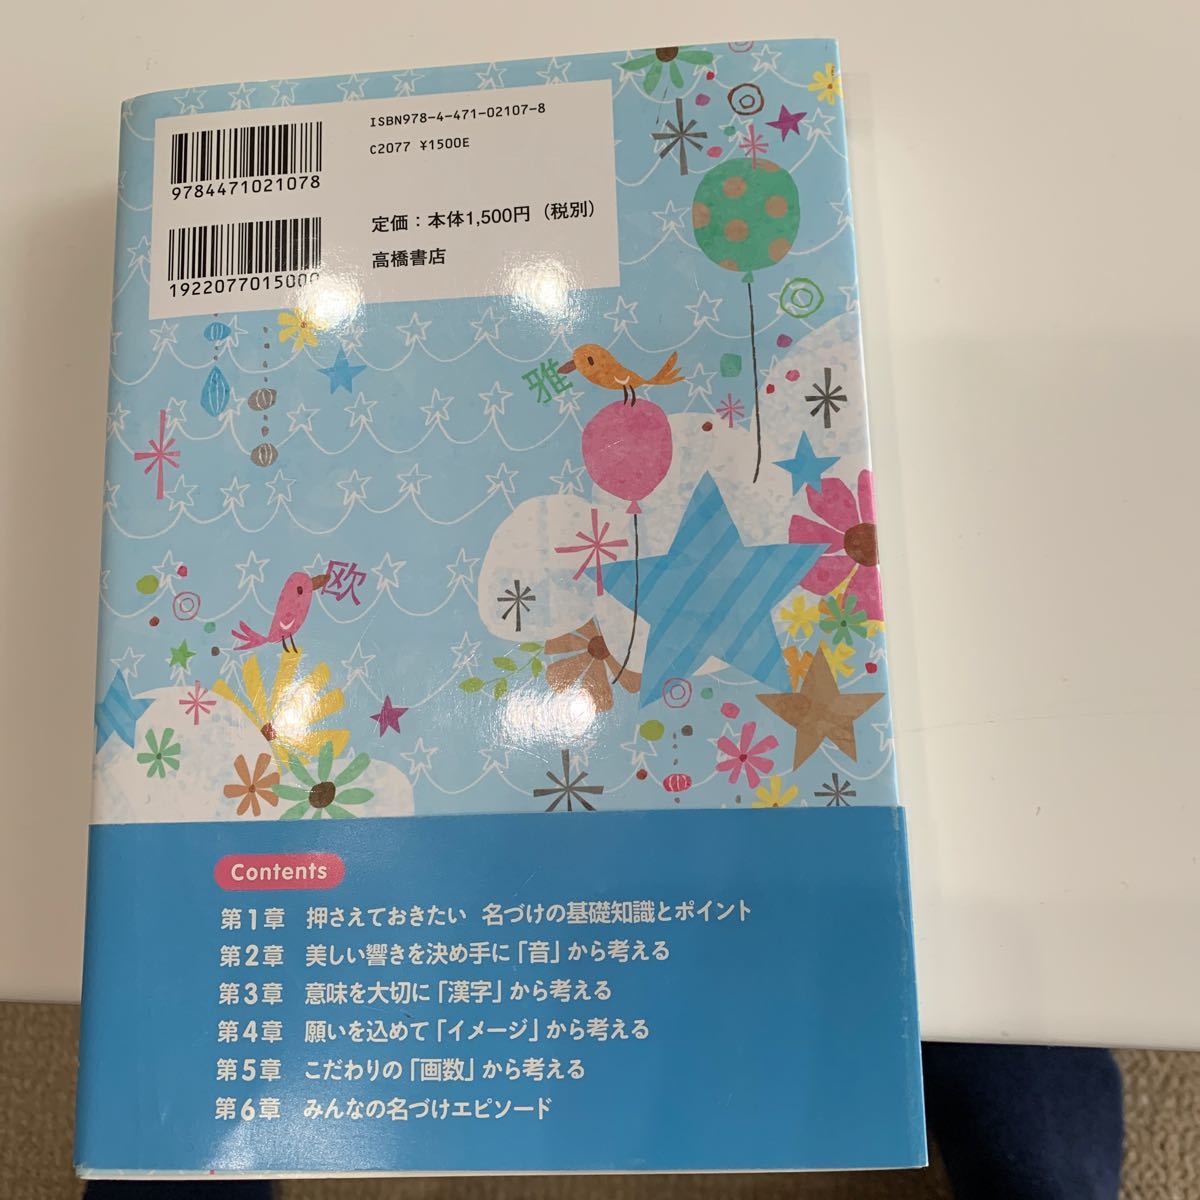 ISBN978-4-471-02107-8
C2077 ¥1500E
9784471021078
定価：本体1,500円（税別）
高橋書店
1922077015000
雅
欧
Contents
第1章 押さえておきたい 名づけの基礎知識とポイント
第2章 美しい響きを決め手に「音」から考える
第3章 意味を大切に「漢字」から考える
第4章 願いを込めて「イメージ」から考える
第5章 こだわりの「画数」から考える
第6章 みんなの名づけエピソード